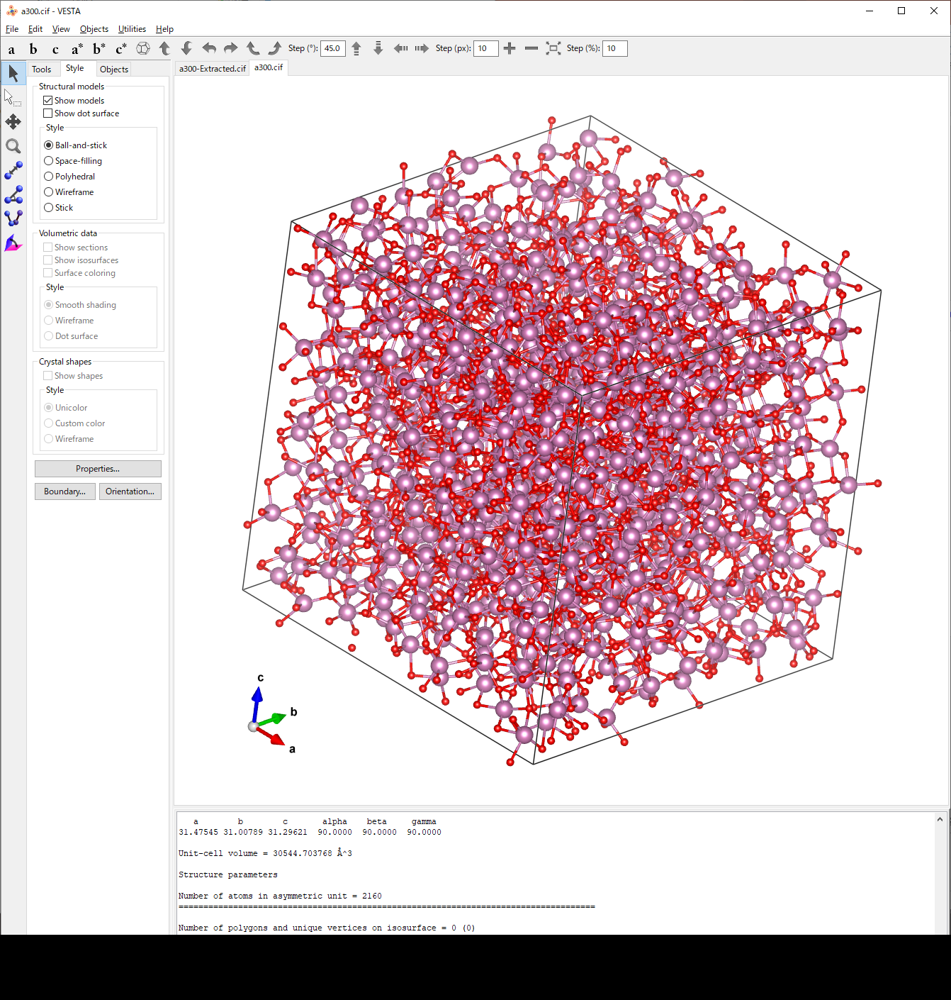 a300.cif - VESTA
File Edit View Objects Utilities Help
a b c a* b* c* Step (°): 45.0 Step (px): 10 Step (%): 10
Tools Style Objects
a300-Extracted.cif a300.cif
Structural models
Show models
Show dot surface
Style
Ball-and-stick
Space-filling
Polyhedral
Wireframe
Stick
Volumetric data
Show sections
Show isosurfaces
Surface coloring
Style
Smooth shading
Wireframe
Dot surface
Crystal shapes
Show shapes
Style
Unicolor
Custom color
Wireframe
Properties...
Boundary... Orientation...
c
b
a
a b c alpha beta gamma
31.47545 31.00789 31.29621 90.0000 90.0000 90.0000
Unit-cell volume = 30544.703768 Å^3
Structure parameters
Number of atoms in asymmetric unit = 2160
====================================================================================
Number of polygons and unique vertices on isosurface = 0 (0)